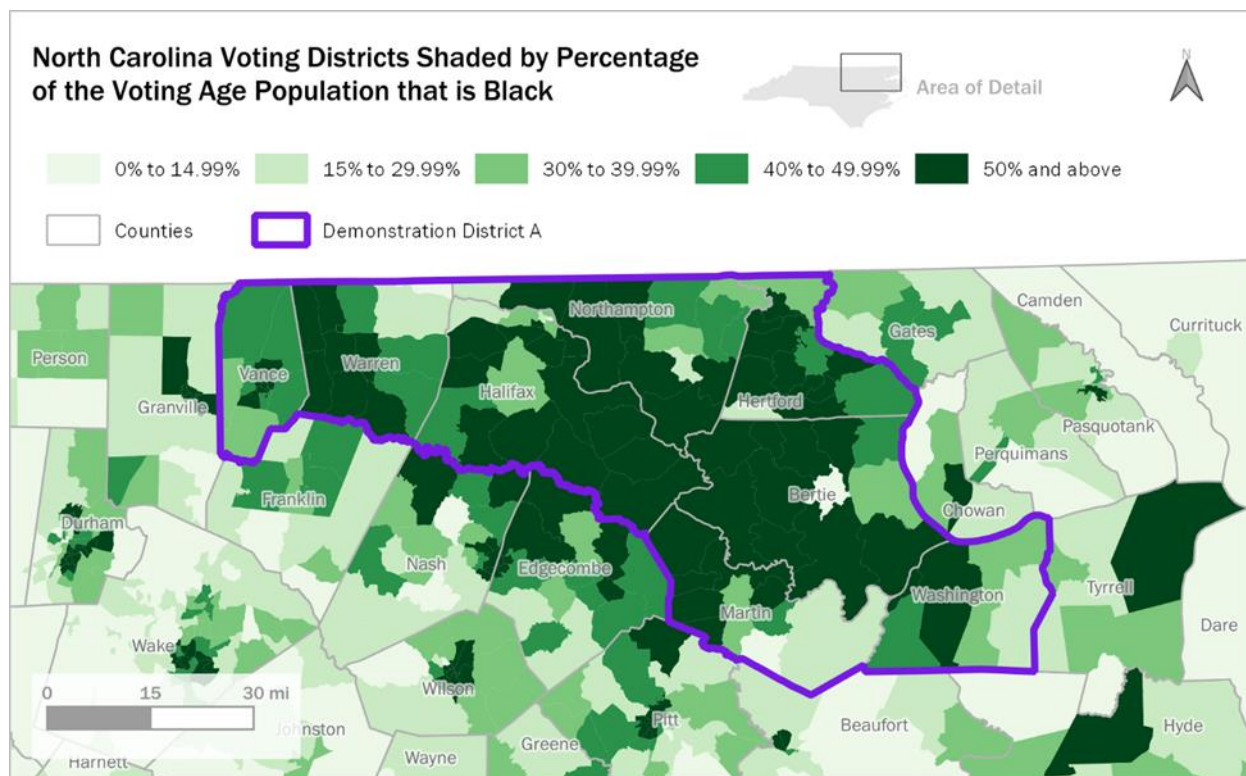 North Carolina Voting Districts Shaded by Percentage
of the Voting Age Population that is Black
N
Area of Detail
0% to 14.99%
15% to 29.99%
30% to 39.99%
40% to 49.99%
50% and above
Counties
Demonstration District A
Northampton
Camden
Currituck
Gates
Person
Vance
Warren
Halifax
Hertford
Granville
Pasquotank
Perquimans
Franklin
Bertie
Chowan
Durham
Nash
Edgecombe
Washington
Tyrrell
Martin
Dare
Wake
Wilson
0 15 30 mi
Pitt
Beaufort
Hyde
Johnston
Greene
Wayne
Harnett